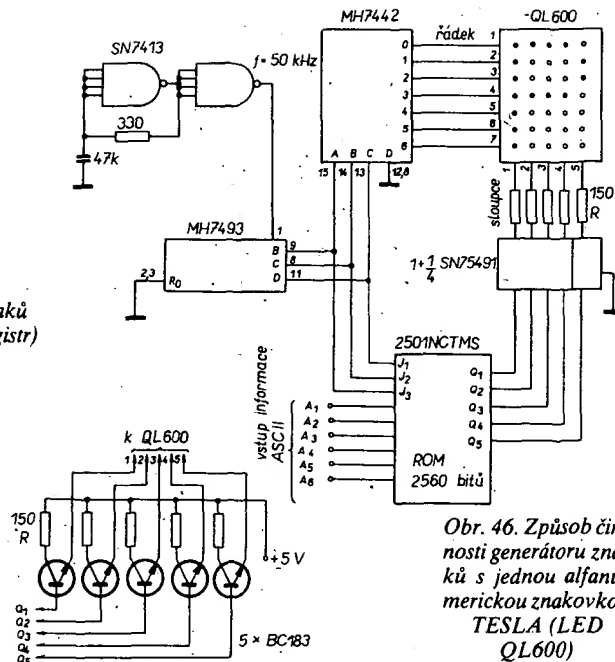 MH7442
QL600
SN7413
f = 50 kHz
řádek
0 1
1 2
2 3
3 4
4 5
5 6
6 7
330
47k
A B C D
15 14 13 12,8
1 2 3 4 5
sloupce
150
R
MH7493
1
2,3 R0
B 9
C 8
D 11
1+1/4 SN75491
aků
gistr)
2501NCTMS
J1
J2
J3
vstup informace
ASCII
A1
A2
A3
A4
A5
A6
Q1
Q2
Q3
Q4
Q5
ROM
2560 bitů
k QL600
1 2 3 4 5
150
R
+5 V
Q1
Q2
Q3
Q4
Q5
5 × BC183
Obr. 46. Způsob čin
nosti generátoru zna
ků s jednou alfanu
merickou znakovko
TESLA (LED
QL600)